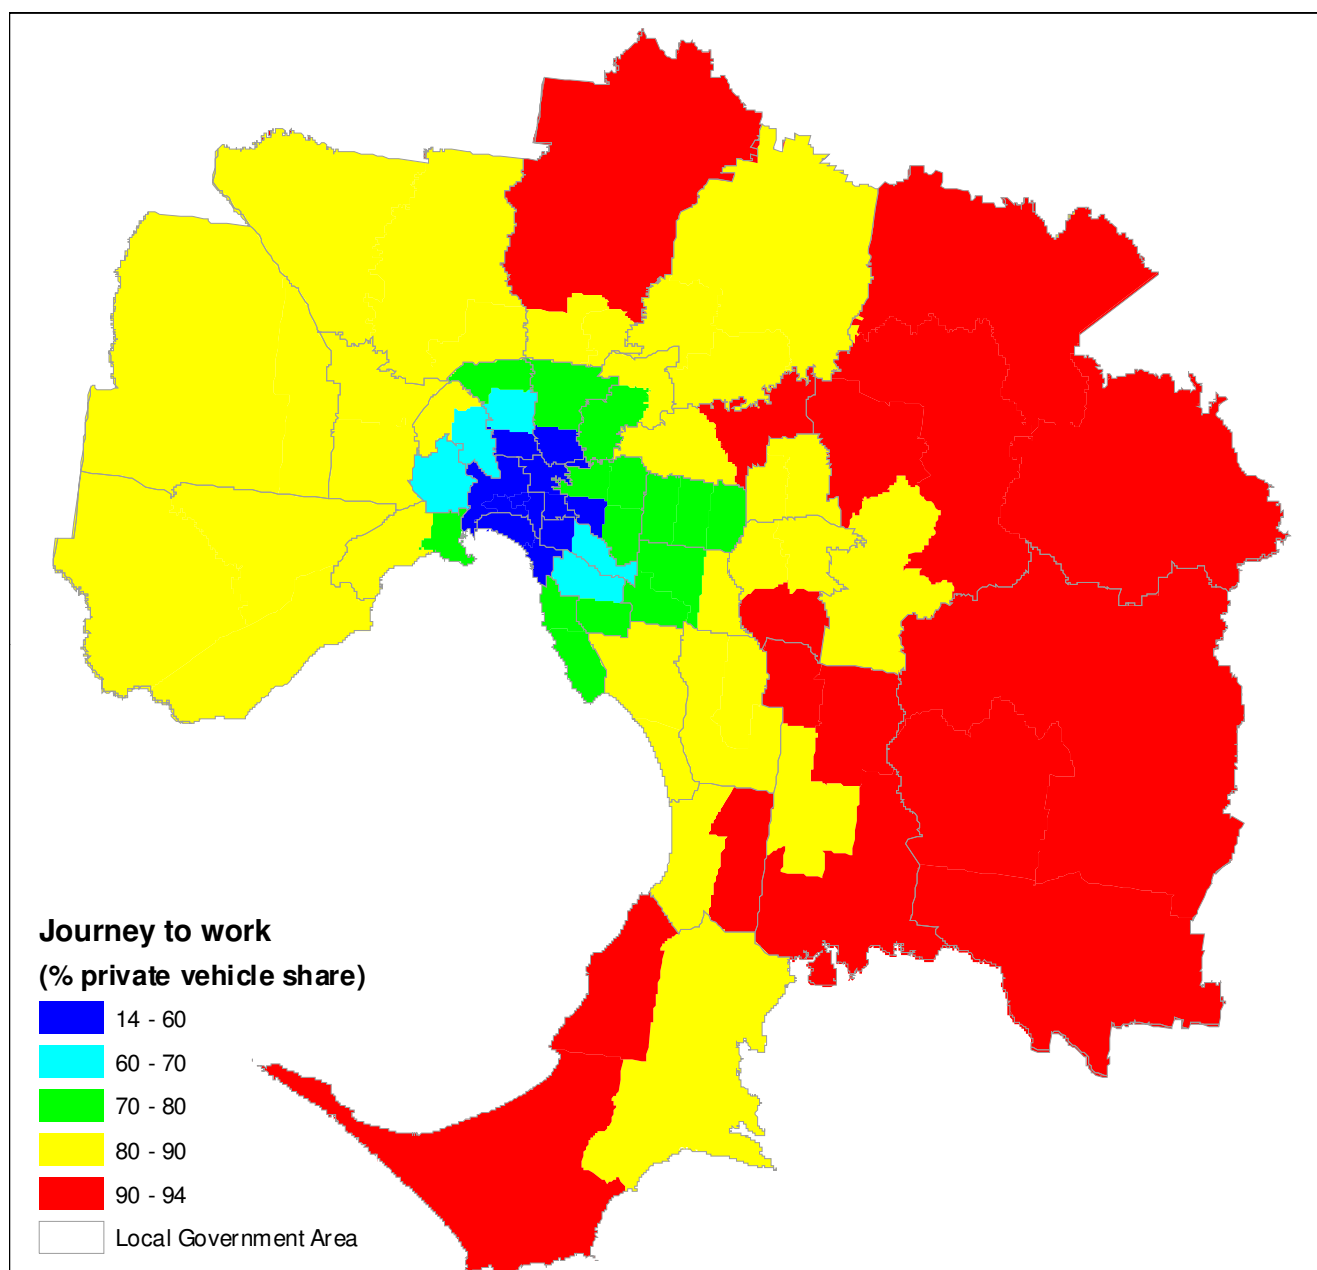 Journey to work
(% private vehicle share)
14 - 60
60 - 70
70 - 80
80 - 90
90 - 94
Local Government Area